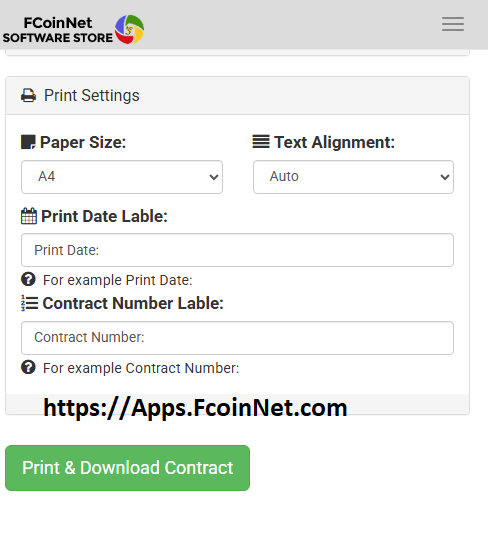 FCoinNet
SOFTWARE STORE
Print Settings
Paper Size: Text Alignment:
A4 Auto
Print Date Lable:
Print Date:
For example Print Date:
Contract Number Lable:
Contract Number:
For example Contract Number:
https://Apps.FcoinNet.com
Print & Download Contract